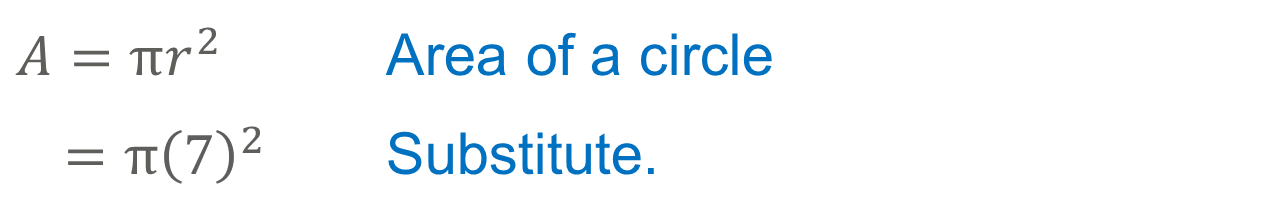 A = πr² Area of a circle
= π(7)² Substitute.